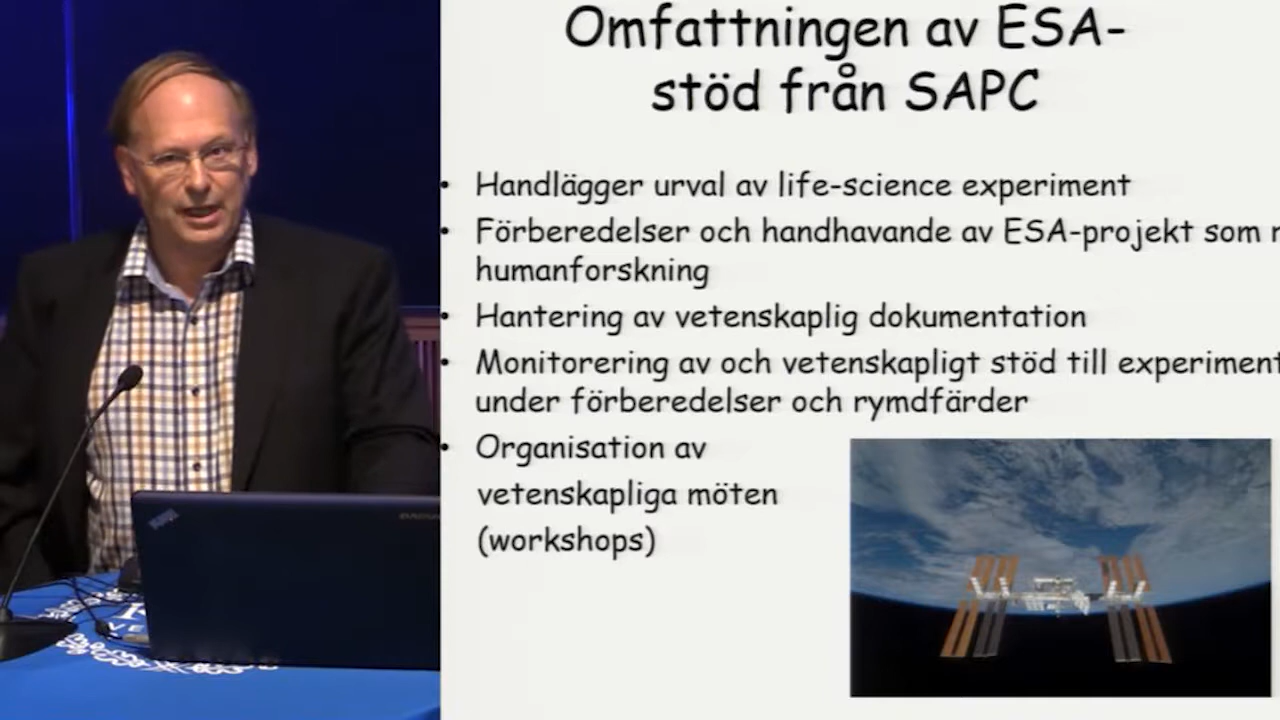 Omfattningen av ESA-
stöd från SAPC
• Handlägger urval av life-science experiment
• Förberedelser och handhavande av ESA-projekt som
humanforskning
• Hantering av vetenskaplig dokumentation
• Monitorering av och vetenskapligt stöd till experiment
under förberedelser och rymdfärder
• Organisation av
vetenskapliga möten
(workshops)